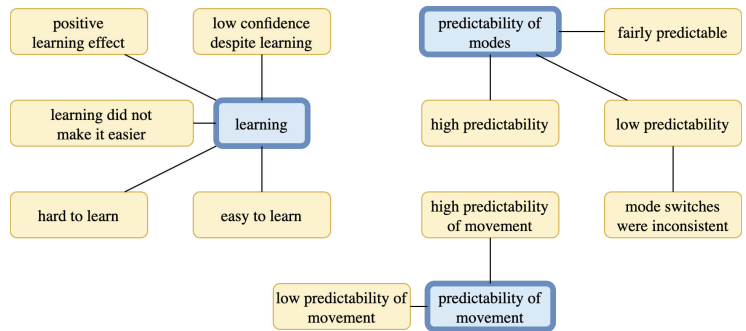 positive
learning effect
low confidence
despite learning
learning did not
make it easier
learning
hard to learn
easy to learn
predictability of
modes
fairly predictable
high predictability
low predictability
mode switches
were inconsistent
high predictability
of movement
low predictability of
movement
predictability of
movement